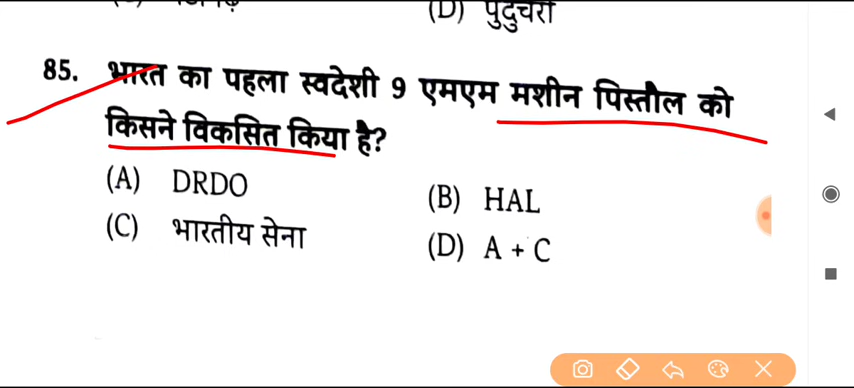 (D) पुदुचेरी
85. भारत का पहला स्वदेशी 9 एमएम मशीन पिस्तौल को
किसने विकसित किया है?
(A) DRDO
(B) HAL
(C) भारतीय सेना
(D) A + C